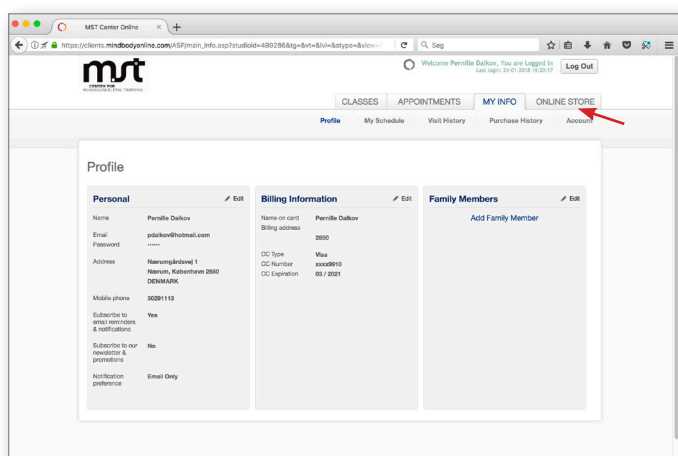 MST Center Online
https://clients.mindbodyonline.com/ASP/main_info.asp?studioid=499286&tg=&vt=&lvl=&stype=&view=
Søg
mst
CENTER FOR
Welcome Pernille Dalkov, You are Logged In
Last login: 24-01-2018 19:20:17
Log Out
CLASSES APPOINTMENTS MY INFO ONLINE STORE
Profile My Schedule Visit History Purchase History Account
Profile
Personal Edit
Name Pernille Dalkov
Email pdalkov@hotmail.com
Password ······
Address Nærumgårdsvej 1
Nærum, København 2850
DENMARK
Mobile phone 30291113
Subscribe to Yes
email reminders
& notifications
Subscribe to our No
newsletter &
promotions
Notification Email Only
preference
Billing Information Edit
Name on card Pernille Dalkov
Billing address
2850
CC Type Visa
CC Number xxxx9910
CC Expiration 03 / 2021
Family Members Edit
Add Family Member